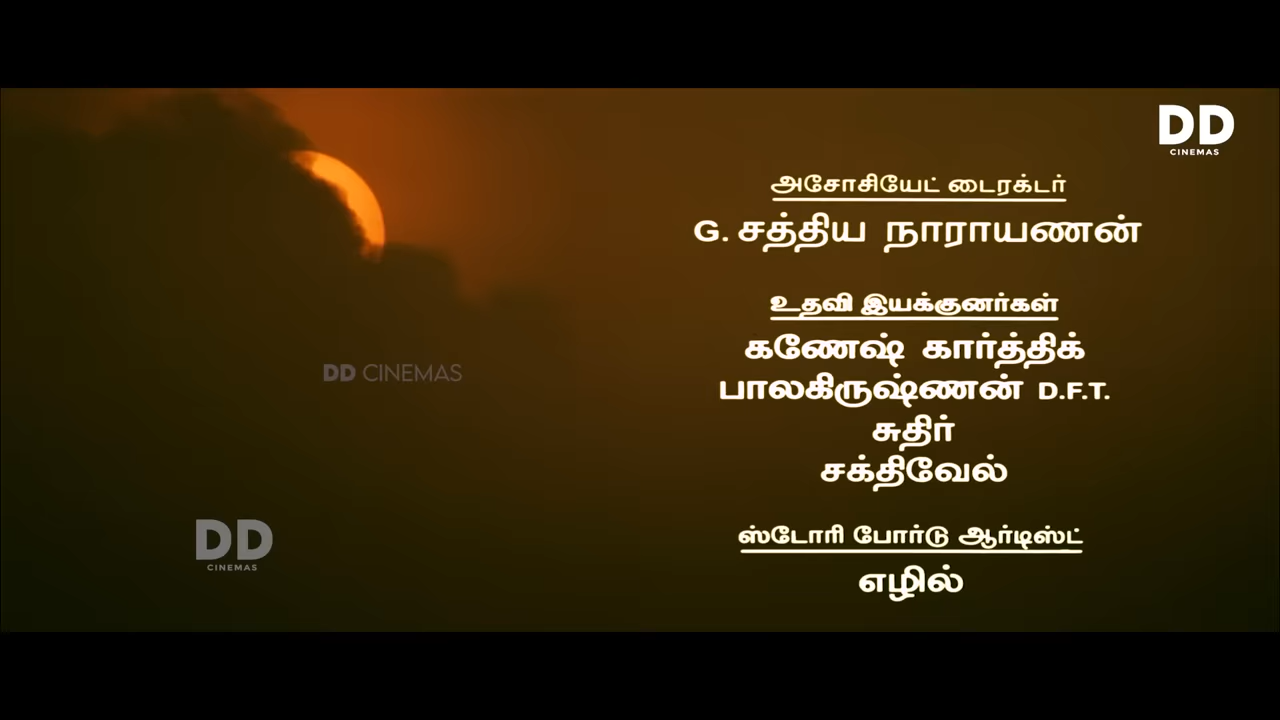 DD
CINEMAS
அசோசியேட் டைரக்டர்
G. சத்திய நாராயணன்
உதவி இயக்குனர்கள்
கணேஷ் கார்த்திக்
பாலகிருஷ்ணன் D.F.T.
சுதிர்
சக்திவேல்
ஸ்டோரி போர்டு ஆர்டிஸ்ட்
எழில்
DD CINEMAS
DD
CINEMAS